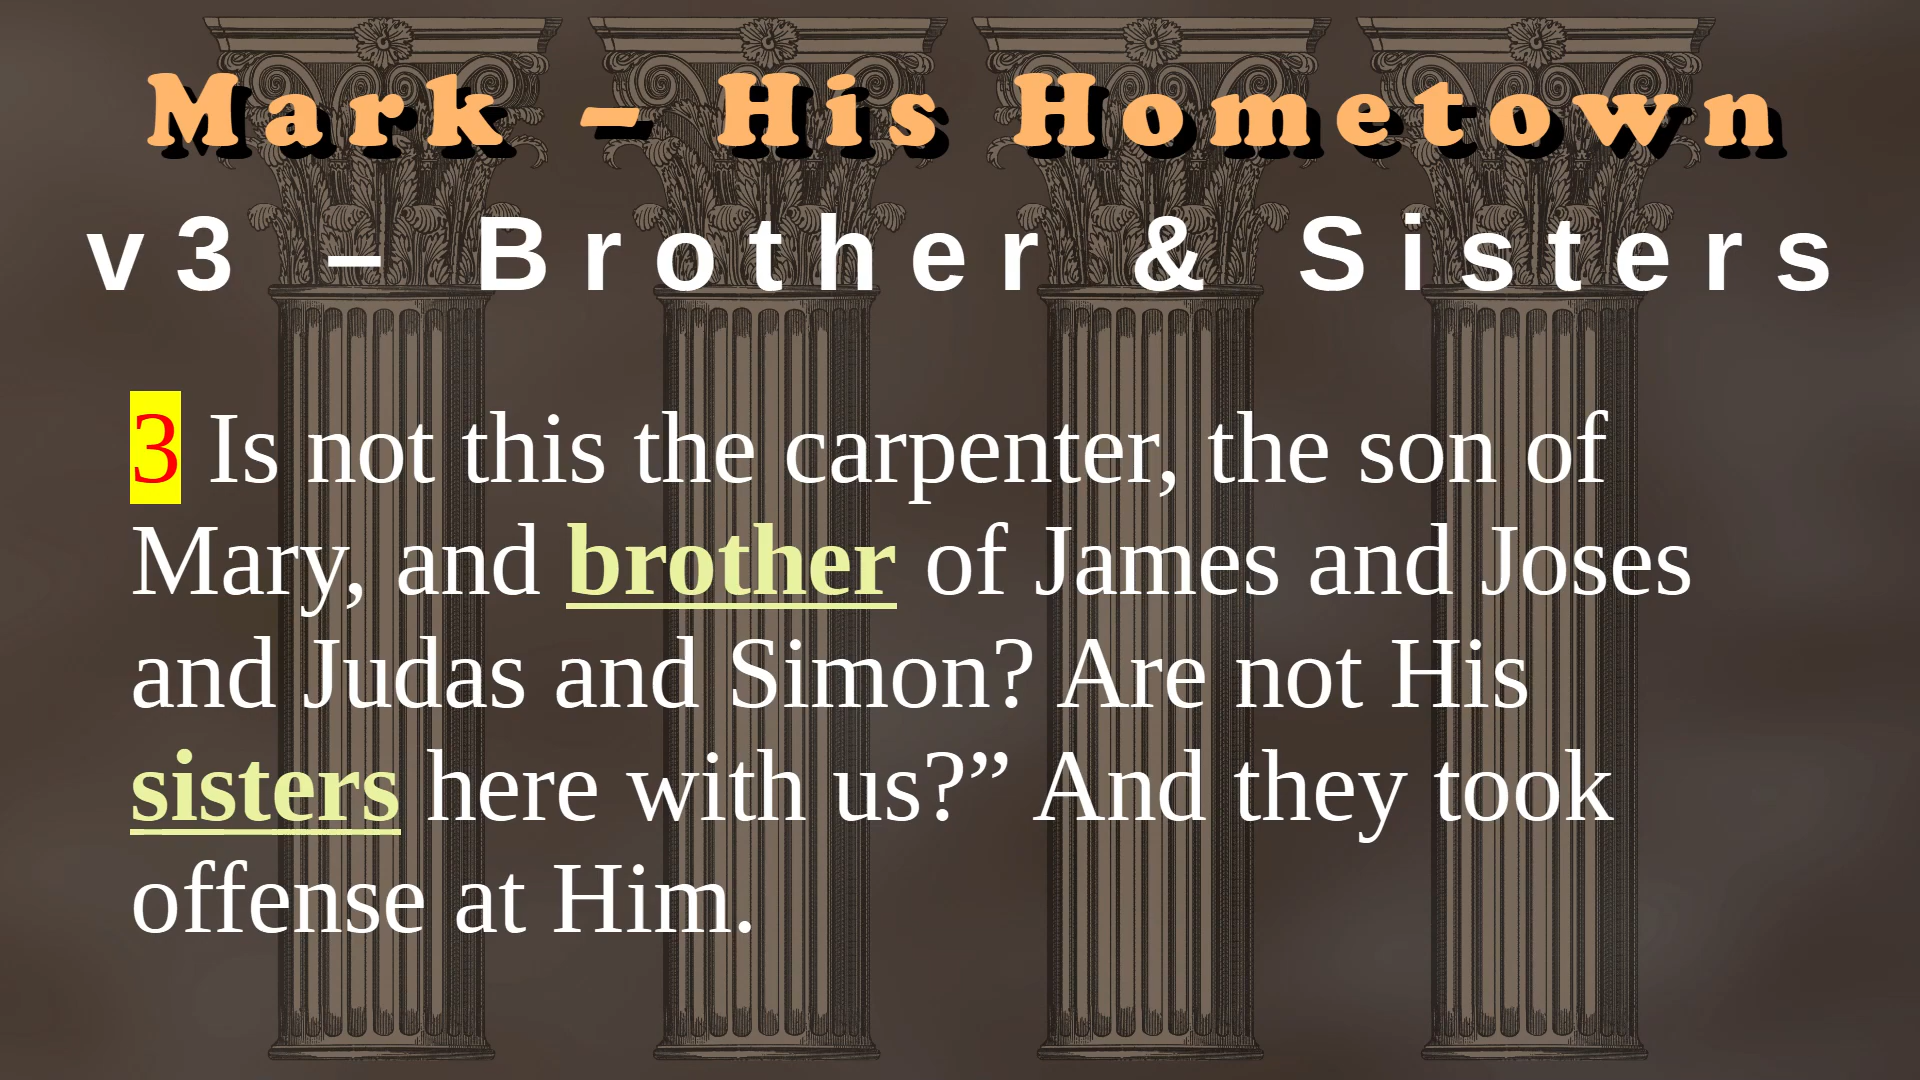 Mark – His Hometown
v3 – Brother & Sisters
3 Is not this the carpenter, the son of
Mary, and brother of James and Joses
and Judas and Simon? Are not His
sisters here with us?” And they took
offense at Him.